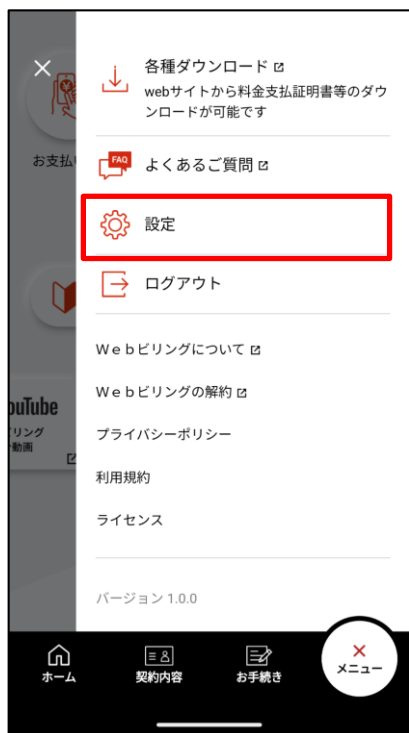 各種ダウンロード
webサイトから料金支払証明書等のダウ
ンロードが可能です
お支払
FAQ
よくあるご質問
設定
ログアウト
Ｗｅｂビリングについて
Ｗｅｂビリングの解約
ouTube
プライバシーポリシー
リング
動画
利用規約
ライセンス
バージョン 1.0.0
ホーム
契約内容
お手続き
メニュー